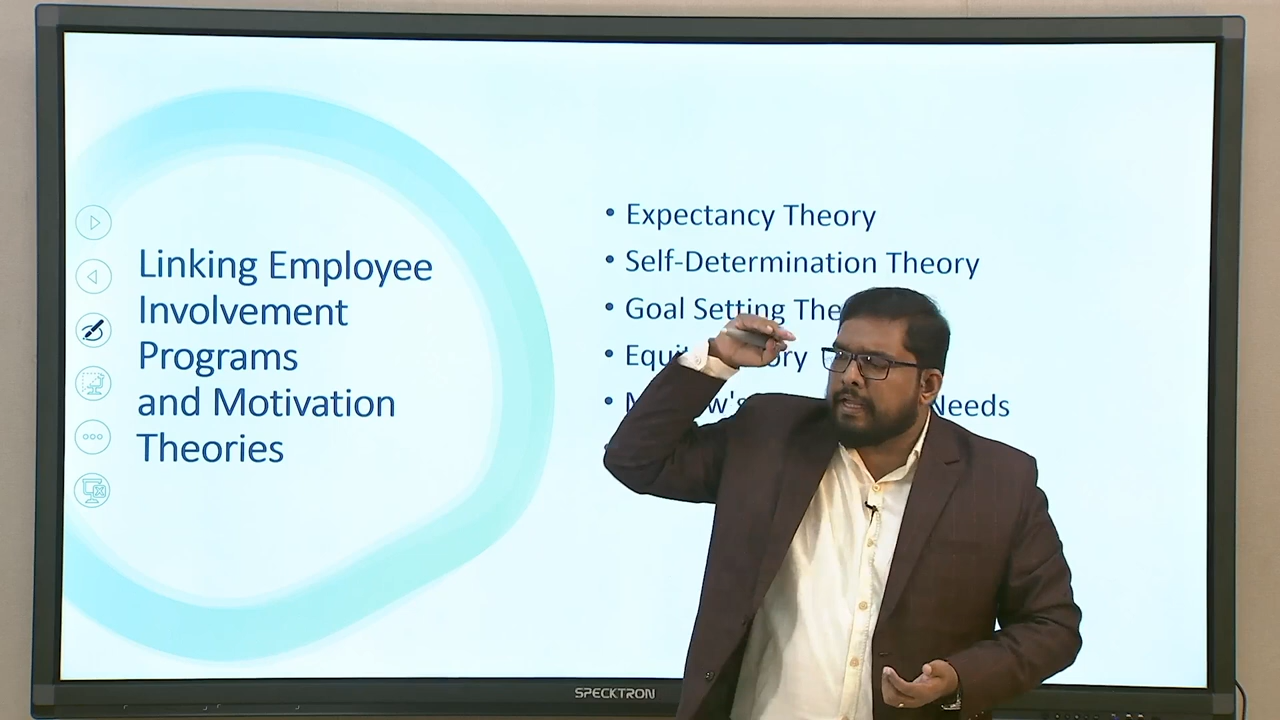 Linking Employee
Involvement
Programs
and Motivation
Theories
• Expectancy Theory
• Self-Determination Theory
• Goal Setting
•
• Needs
SPECKTRON